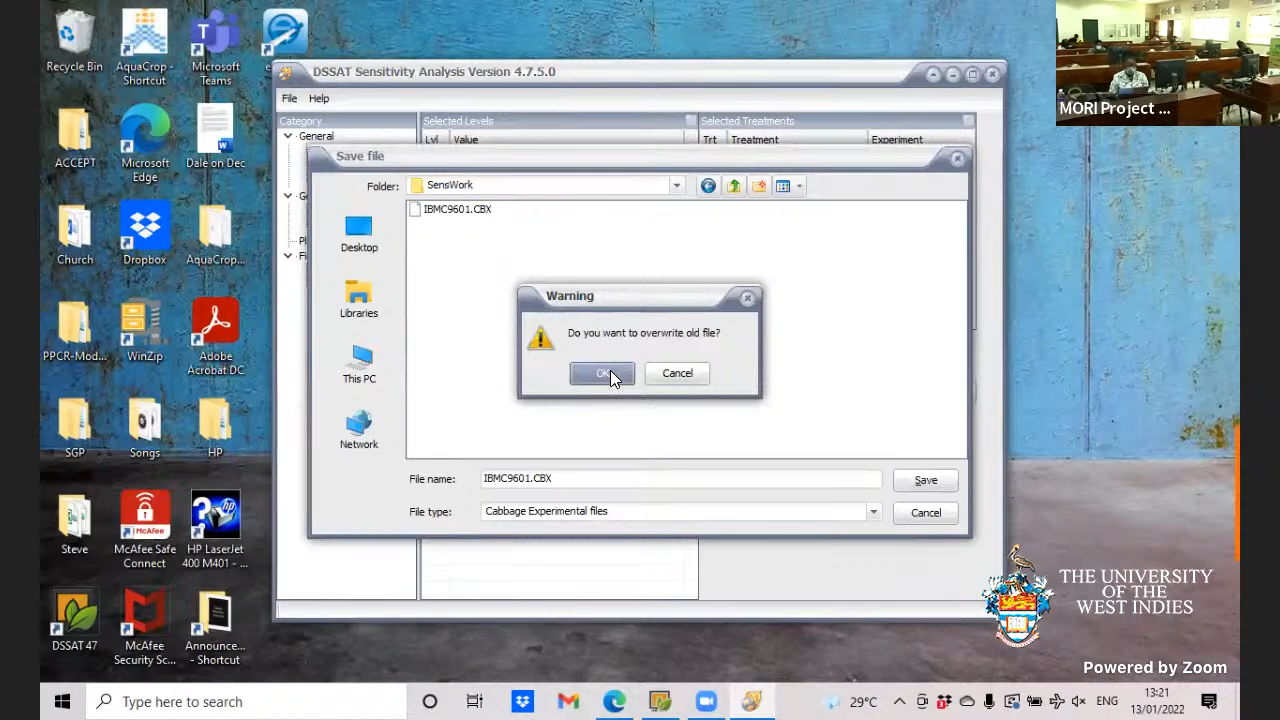 Recycle Bin
AquaCrop -
Shortcut
Microsoft
Teams
ACCEPT
Microsoft
Edge
Dale on Dec
Church
Dropbox
AquaCrop...
PPCR-Mod...
WinZip
Adobe
Acrobat DC
SGP
Songs
HP
Steve
McAfee
McAfee Safe
Connect
HP LaserJet
400 M401 - ...
DSSAT 47
McAfee
Security Sc...
Announce...
- Shortcut
DSSAT Sensitivity Analysis Version 4.7.5.0
File Help
Category
General
Selected Levels
Lvl Value
Selected Treatments
Trt Treatment Experiment
Save file
Folder: SensWork
IBMC9601.CBX
Desktop
Libraries
This PC
Network
Warning
Do you want to overwrite old file?
Cancel
File name: IBMC9601.CBX Save
File type: Cabbage Experimental files Cancel
MORI Project ...
THE UNIVERSITY
OF THE
WEST INDIES
Powered by Zoom
Type here to search
29°C
ENG
13:21
13/01/2022